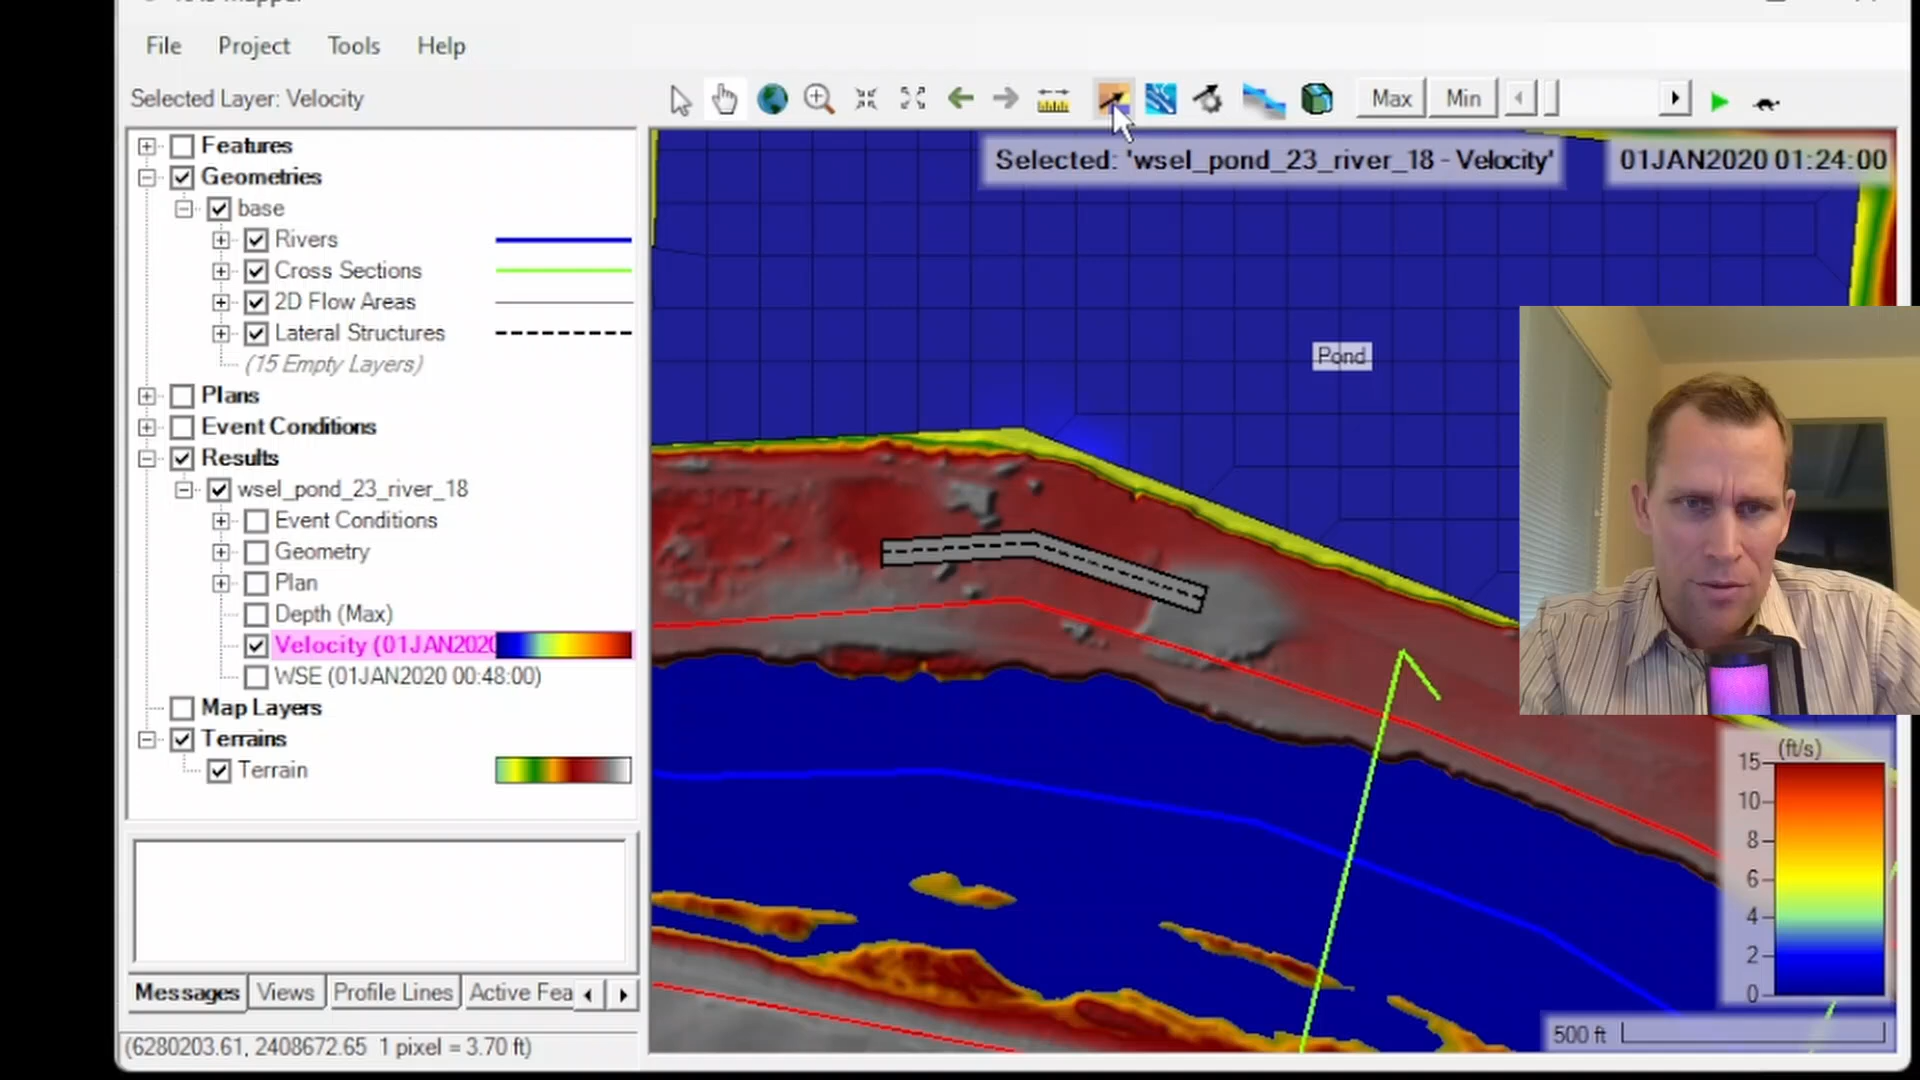 File Project Tools Help
Selected Layer: Velocity
Max Min
Features
Geometries
base
Rivers
Cross Sections
2D Flow Areas
Lateral Structures
(15 Empty Layers)
Plans
Event Conditions
Results
wsel_pond_23_river_18
Event Conditions
Geometry
Plan
Depth (Max)
Velocity (01JAN2020
WSE (01JAN2020 00:48:00)
Map Layers
Terrains
Terrain
Messages Views Profile Lines Active Fea
(6280203.61, 2408672.65 1 pixel = 3.70 ft)
Selected: 'wsel_pond_23_river_18 - Velocity'
01JAN2020 01:24:00
Pond
(ft/s)
15
10
8
6
4
2
0
500 ft